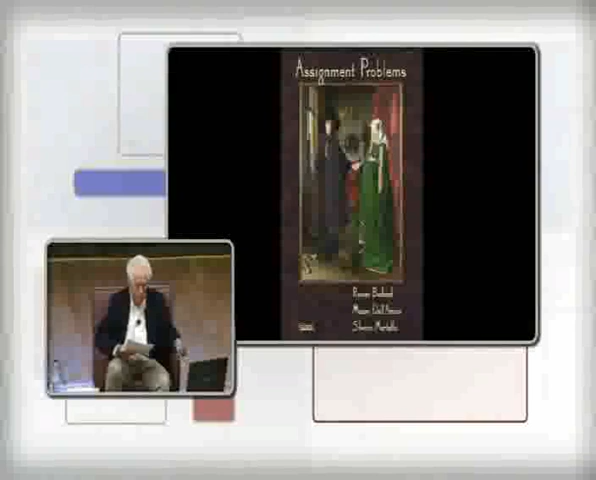 Assignment Problems
Rainer Burkard
Mauro Dell'Amico
Silvano Martello